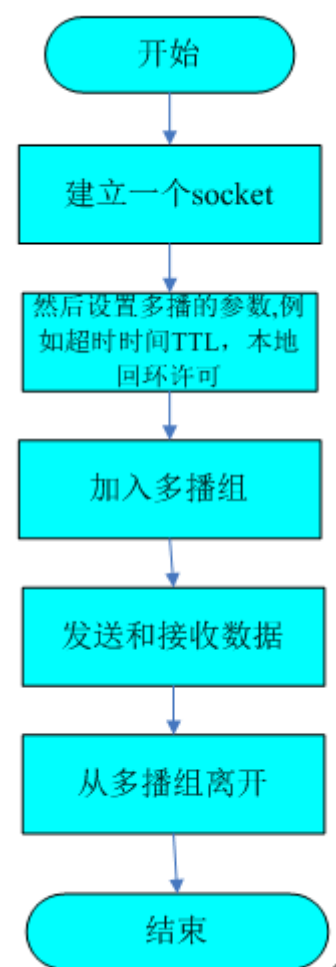 开始
建立一个socket
然后设置多播的参数,例
如超时时间TTL，本地
回环许可
加入多播组
发送和接收数据
从多播组离开
结束